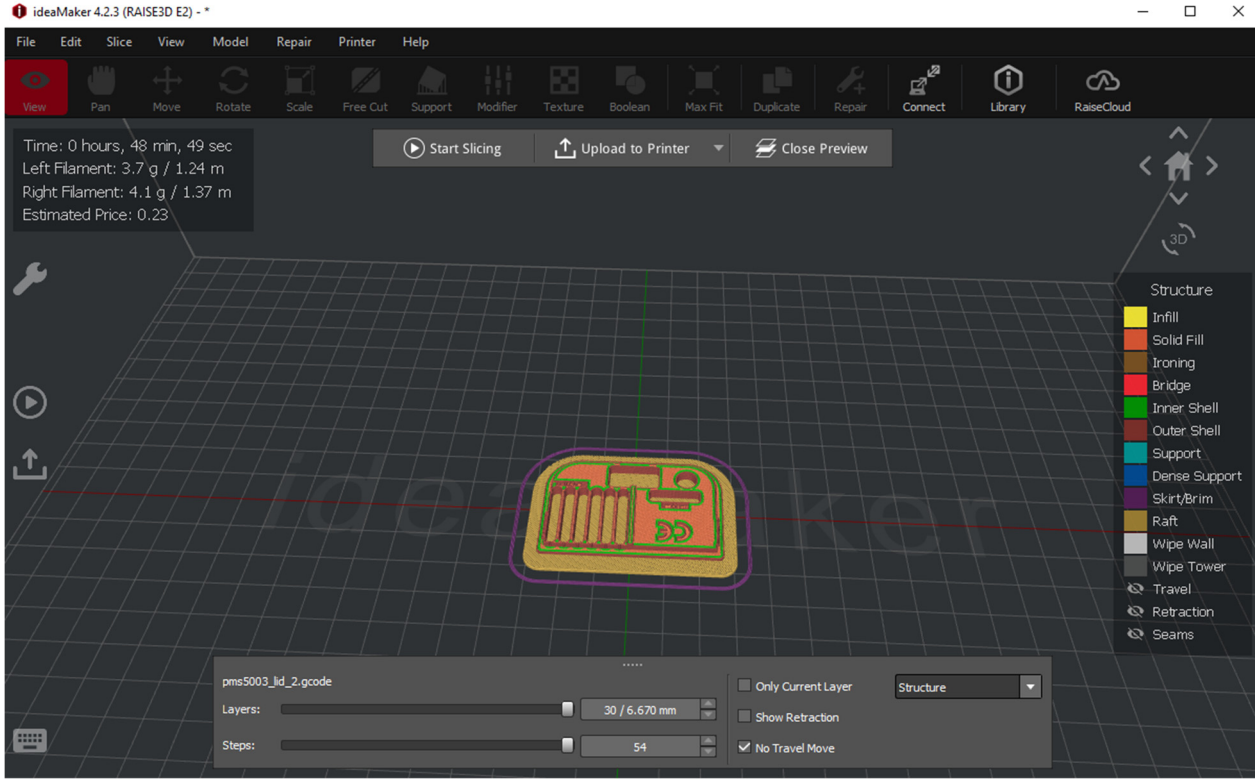 ideaMaker 4.2.3 (RAISE3D E2) - *
File Edit Slice View Model Repair Printer Help
View Pan Move Rotate Scale Free Cut Support Modifier Texture Boolean Max Fit Duplicate Repair Connect Library RaiseCloud
Time: 0 hours, 48 min, 49 sec
Left Filament: 3.7 g / 1.24 m
Right Filament: 4.1 g / 1.37 m
Estimated Price: 0.23
Start Slicing Upload to Printer Close Preview
3D
Structure
Infill
Solid Fill
Ironing
Bridge
Inner Shell
Outer Shell
Support
Dense Support
Skirt/Brim
Raft
Wipe Wall
Wipe Tower
Travel
Retraction
Seams
ideaMaker
pms5003_lid_2.gcode
Layers: 30 / 6.670 mm
Steps: 54
Only Current Layer
Show Retraction
No Travel Move
Structure